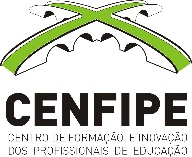 CENFIPE
CENTRO DE FORMAÇÃO E INOVAÇÃO
DOS PROFISSIONAIS DE EDUCAÇÃO